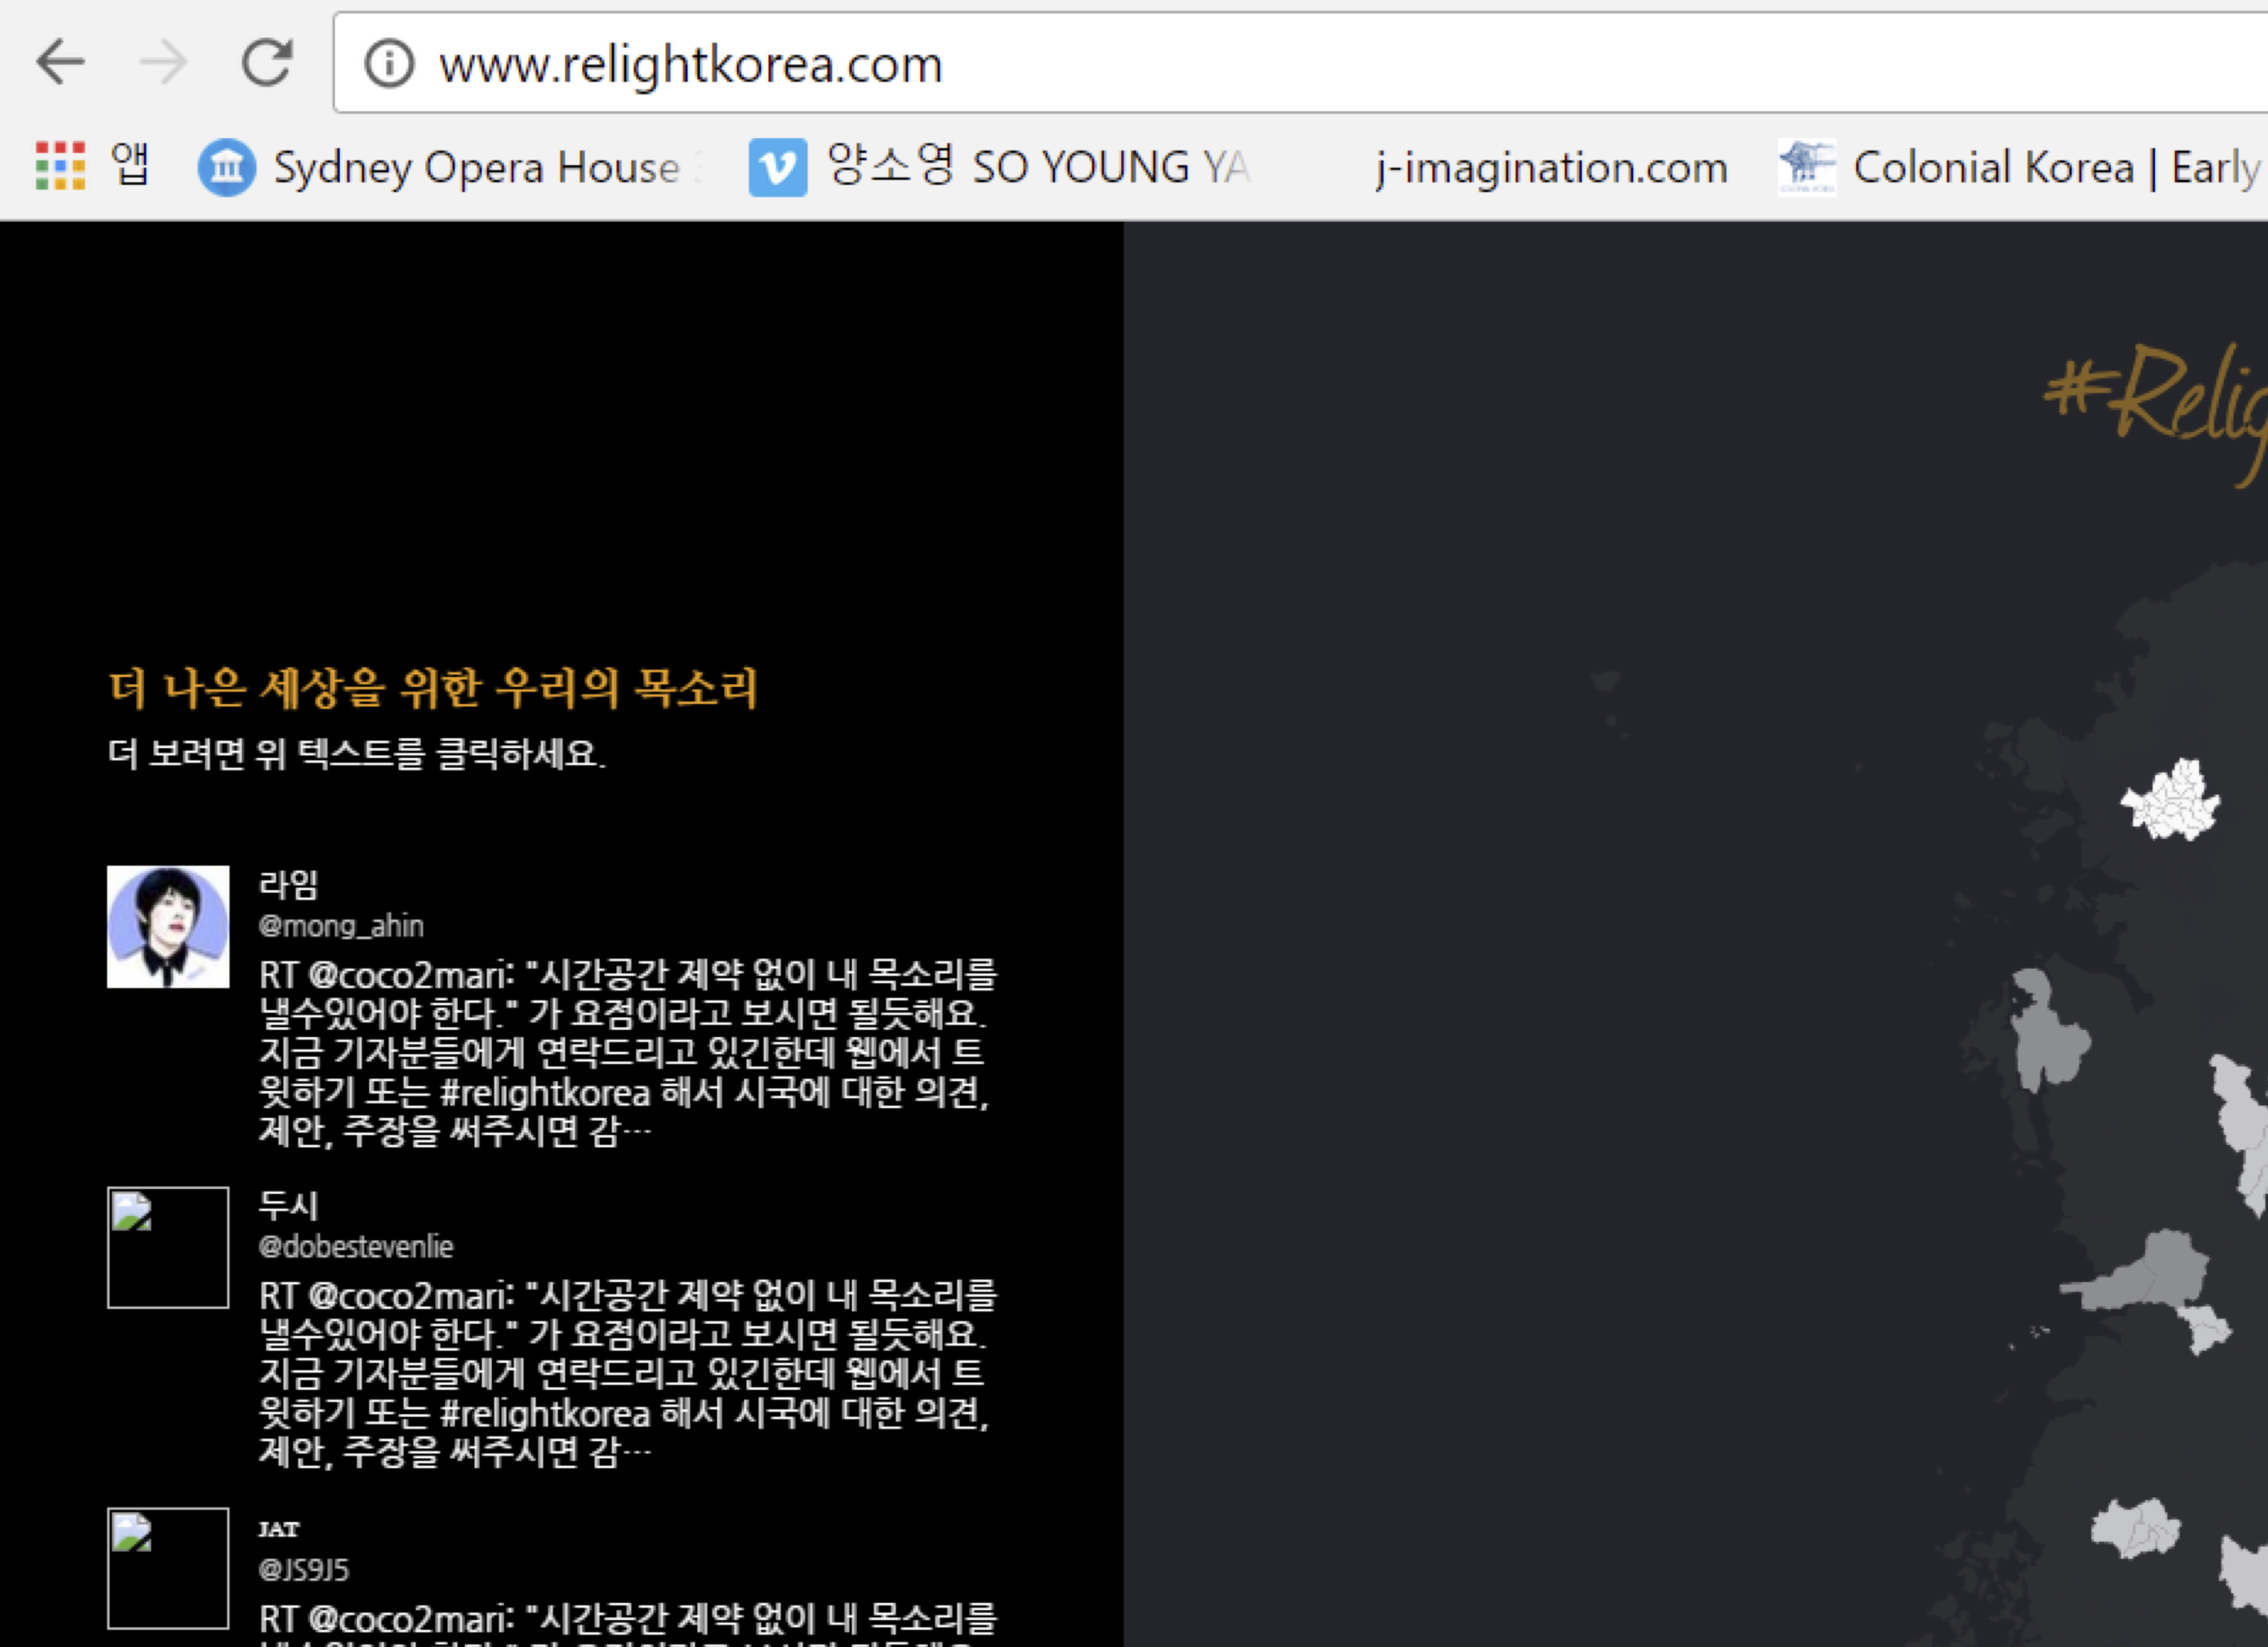 www.relightkorea.com
앱 Sydney Opera House 양소영 SO YOUNG YA j-imagination.com Colonial Korea | Early
#Relig
더 나은 세상을 위한 우리의 목소리
더 보려면 위 텍스트를 클릭하세요.
라임
@mong_ahin
RT @coco2mari: "시간공간 제약 없이 내 목소리를
낼수있어야 한다." 가 요점이라고 보시면 될듯해요.
지금 기자분들에게 연락드리고 있긴한데 웹에서 트
윗하기 또는 #relightkorea 해서 시국에 대한 의견,
제안, 주장을 써주시면 감…
두시
@dobestevenlie
RT @coco2mari: "시간공간 제약 없이 내 목소리를
낼수있어야 한다." 가 요점이라고 보시면 될듯해요.
지금 기자분들에게 연락드리고 있긴한데 웹에서 트
윗하기 또는 #relightkorea 해서 시국에 대한 의견,
제안, 주장을 써주시면 감…
JAT
@JS9J5
RT @coco2mari: "시간공간 제약 없이 내 목소리를